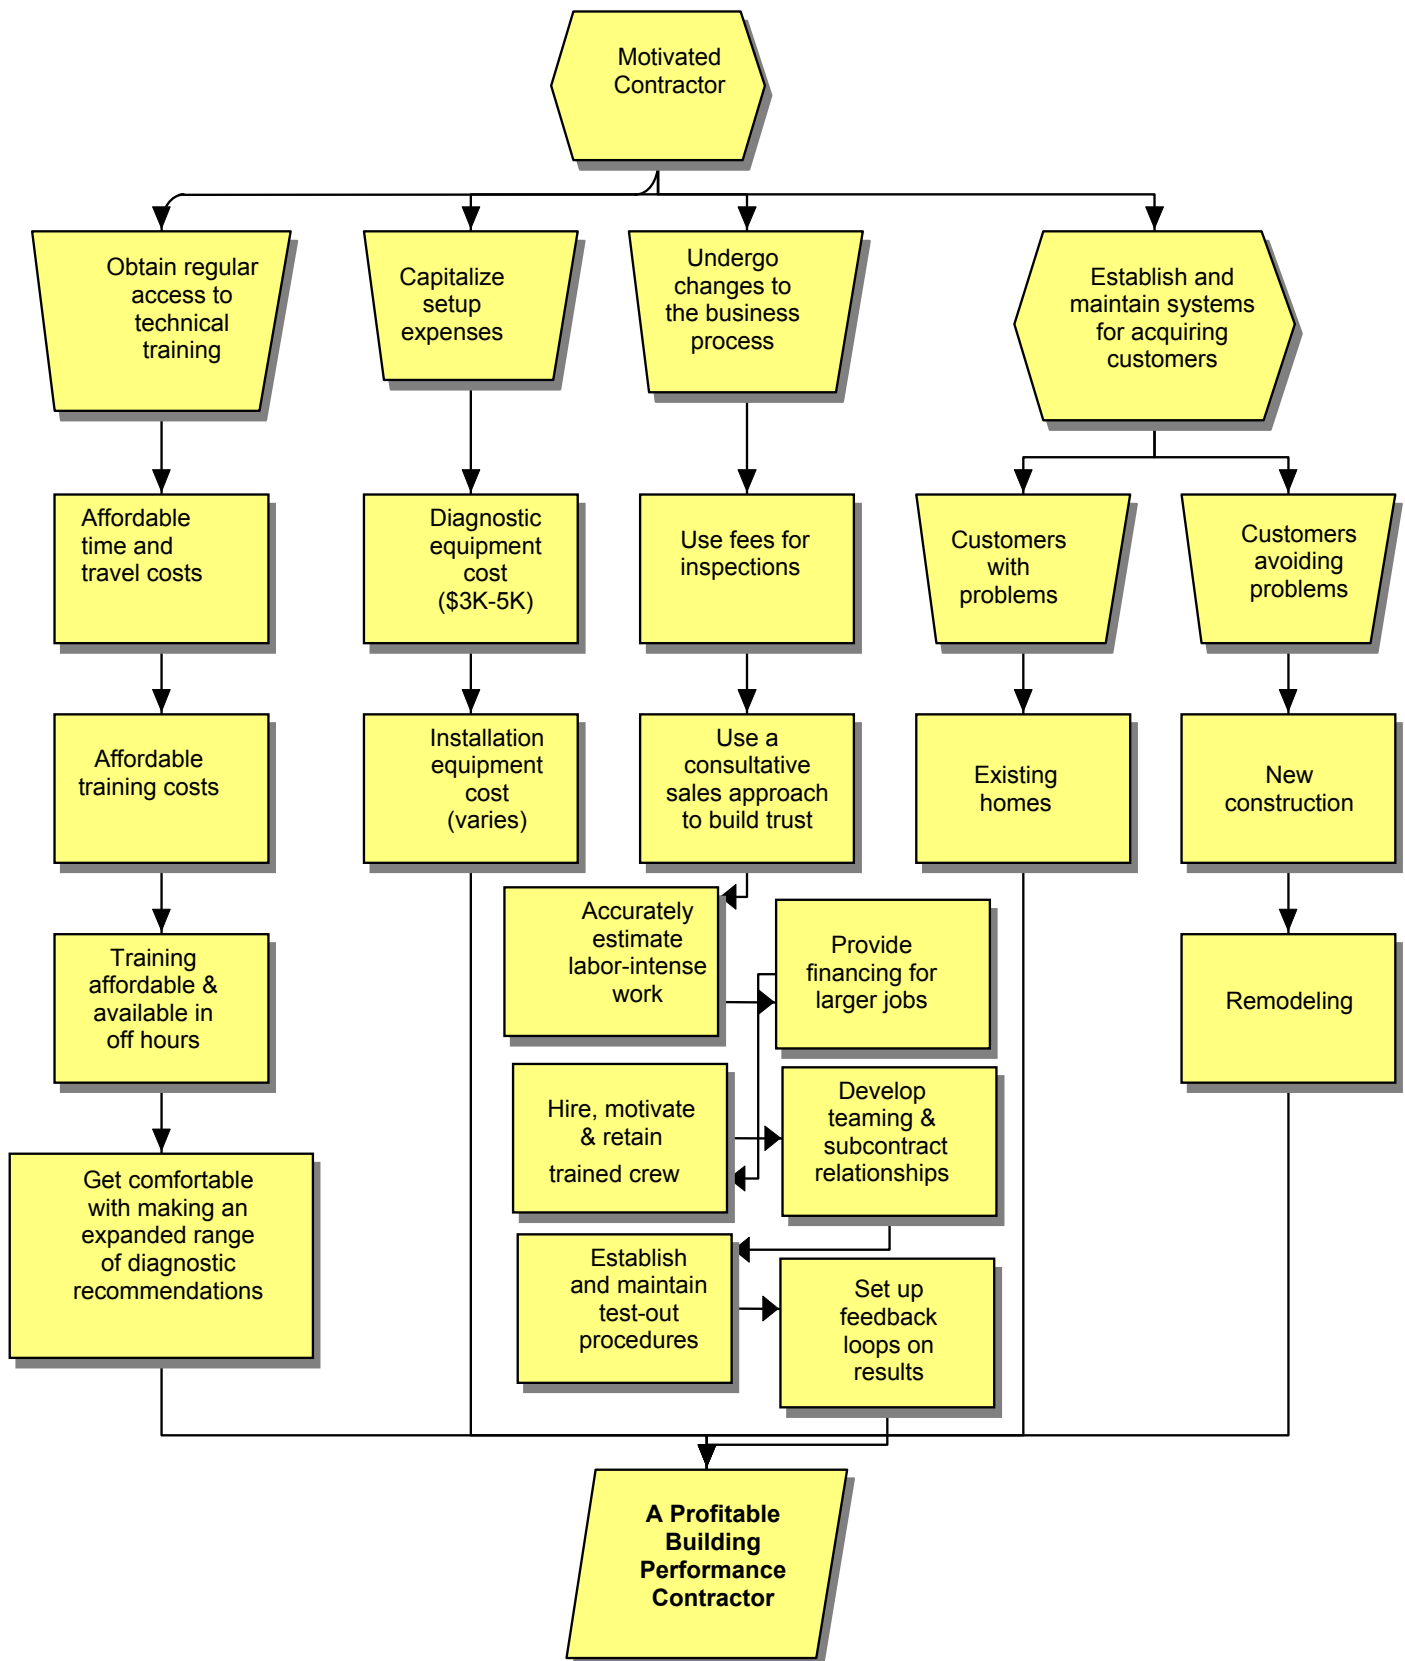 Motivated
Contractor
Obtain regular
access to
technical
training
Capitalize
setup
expenses
Undergo
changes to
the business
process
Establish and
maintain systems
for acquiring
customers
Affordable
time and
travel costs
Diagnostic
equipment
cost
($3K-5K)
Use fees for
inspections
Customers
with
problems
Customers
avoiding
problems
Affordable
training costs
Installation
equipment
cost
(varies)
Use a
consultative
sales approach
to build trust
Existing
homes
New
construction
Training
affordable &
available in
off hours
Accurately
estimate
labor-intense
work
Provide
financing for
larger jobs
Remodeling
Hire, motivate
& retain
trained crew
Develop
teaming &
subcontract
relationships
Get comfortable
with making an
expanded range
of diagnostic
recommendations
Establish
and maintain
test-out
procedures
Set up
feedback
loops on
results
A Profitable
Building
Performance
Contractor